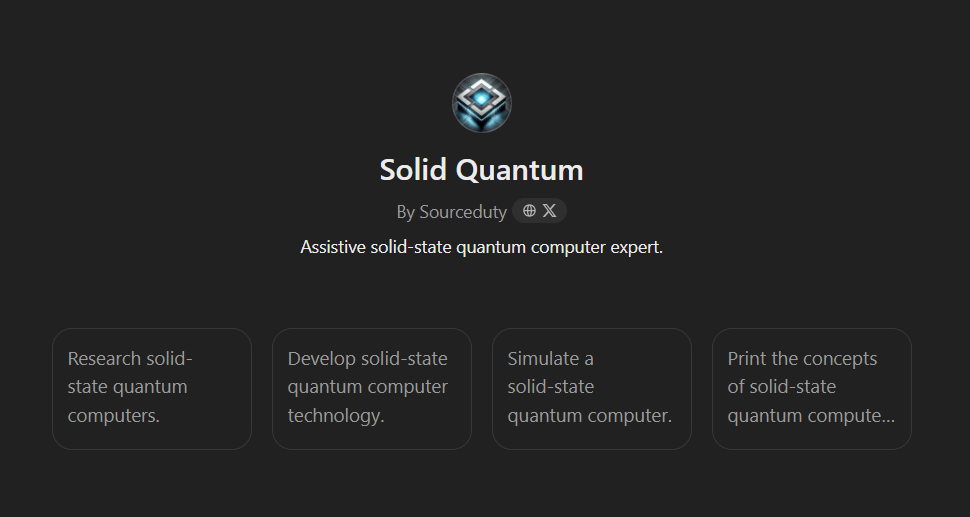 Solid Quantum
By Sourceduty
Assistive solid-state quantum computer expert.
Research solid-
state quantum
computers.
Develop solid-state
quantum computer
technology.
Simulate a
solid-state
quantum computer.
Print the concepts
of solid-state
quantum compute...